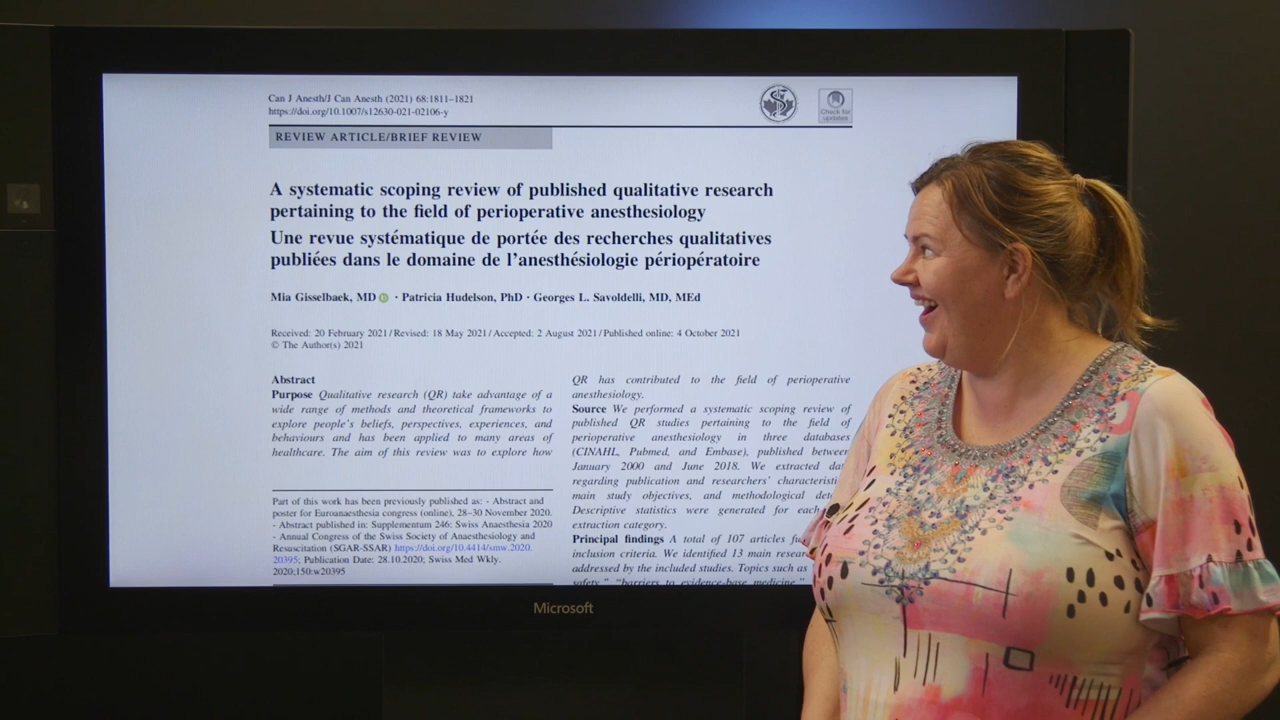 Can J Anesth/J Can Anesth (2021) 68:1811–1821
https://doi.org/10.1007/s12630-021-02106-y
Check for
updates
REVIEW ARTICLE/BRIEF REVIEW
A systematic scoping review of published qualitative research
pertaining to the field of perioperative anesthesiology
Une revue systématique de portée des recherches qualitatives
publiées dans le domaine de l’anesthésiologie périopératoire
Mia Gisselbaek, MD · Patricia Hudelson, PhD · Georges L. Savoldelli, MD, MEd
Received: 20 February 2021 / Revised: 18 May 2021 / Accepted: 2 August 2021 / Published online: 4 October 2021
© The Author(s) 2021
Abstract
Purpose Qualitative research (QR) take advantage of a
wide range of methods and theoretical frameworks to
explore people’s beliefs, perspectives, experiences, and
behaviours and has been applied to many areas of
healthcare. The aim of this review was to explore how
Part of this work has been previously published as: - Abstract and
poster for Euroanaesthesia congress (online), 28–30 November 2020.
- Abstract published in: Supplementum 246: Swiss Anaesthesia 2020
- Annual Congress of the Swiss Society of Anaesthesiology and
Resuscitation (SGAR-SSAR) https://doi.org/10.4414/smw.2020.
20395; Publication Date: 28.10.2020; Swiss Med Wkly.
2020;150:w20395
QR has contributed to the field of perioperative
anesthesiology.
Source We performed a systematic scoping review of
published QR studies pertaining to the field of
perioperative anesthesiology in three databases
(CINAHL, Pubmed, and Embase), published between
January 2000 and June 2018. We extracted
regarding publication and researchers’
main study objectives, and methodological
Descriptive statistics were generated for each
extraction category.
Principal findings A total of 107 articles
inclusion criteria. We identified 13 main
addressed by the included studies. Topics such as
safety,” “barriers to evidence-base medicine,”
Microsoft